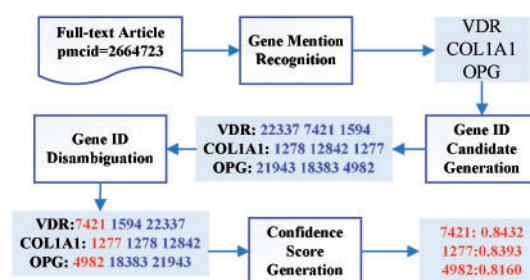 Full-text Article
pmcid=2664723
Gene Mention
Recognition
VDR
COL1A1
OPG
Gene ID
Disambiguation
VDR: 22337 7421 1594
COL1A1: 1278 12842 1277
OPG: 21943 18383 4982
Gene ID
Candidate
Generation
VDR:7421 1594 22337
COL1A1: 1277 1278 12842
OPG: 4982 18383 21943
Confidence
Score
Generation
7421: 0.8432
1277:0.8393
4982:0.8166